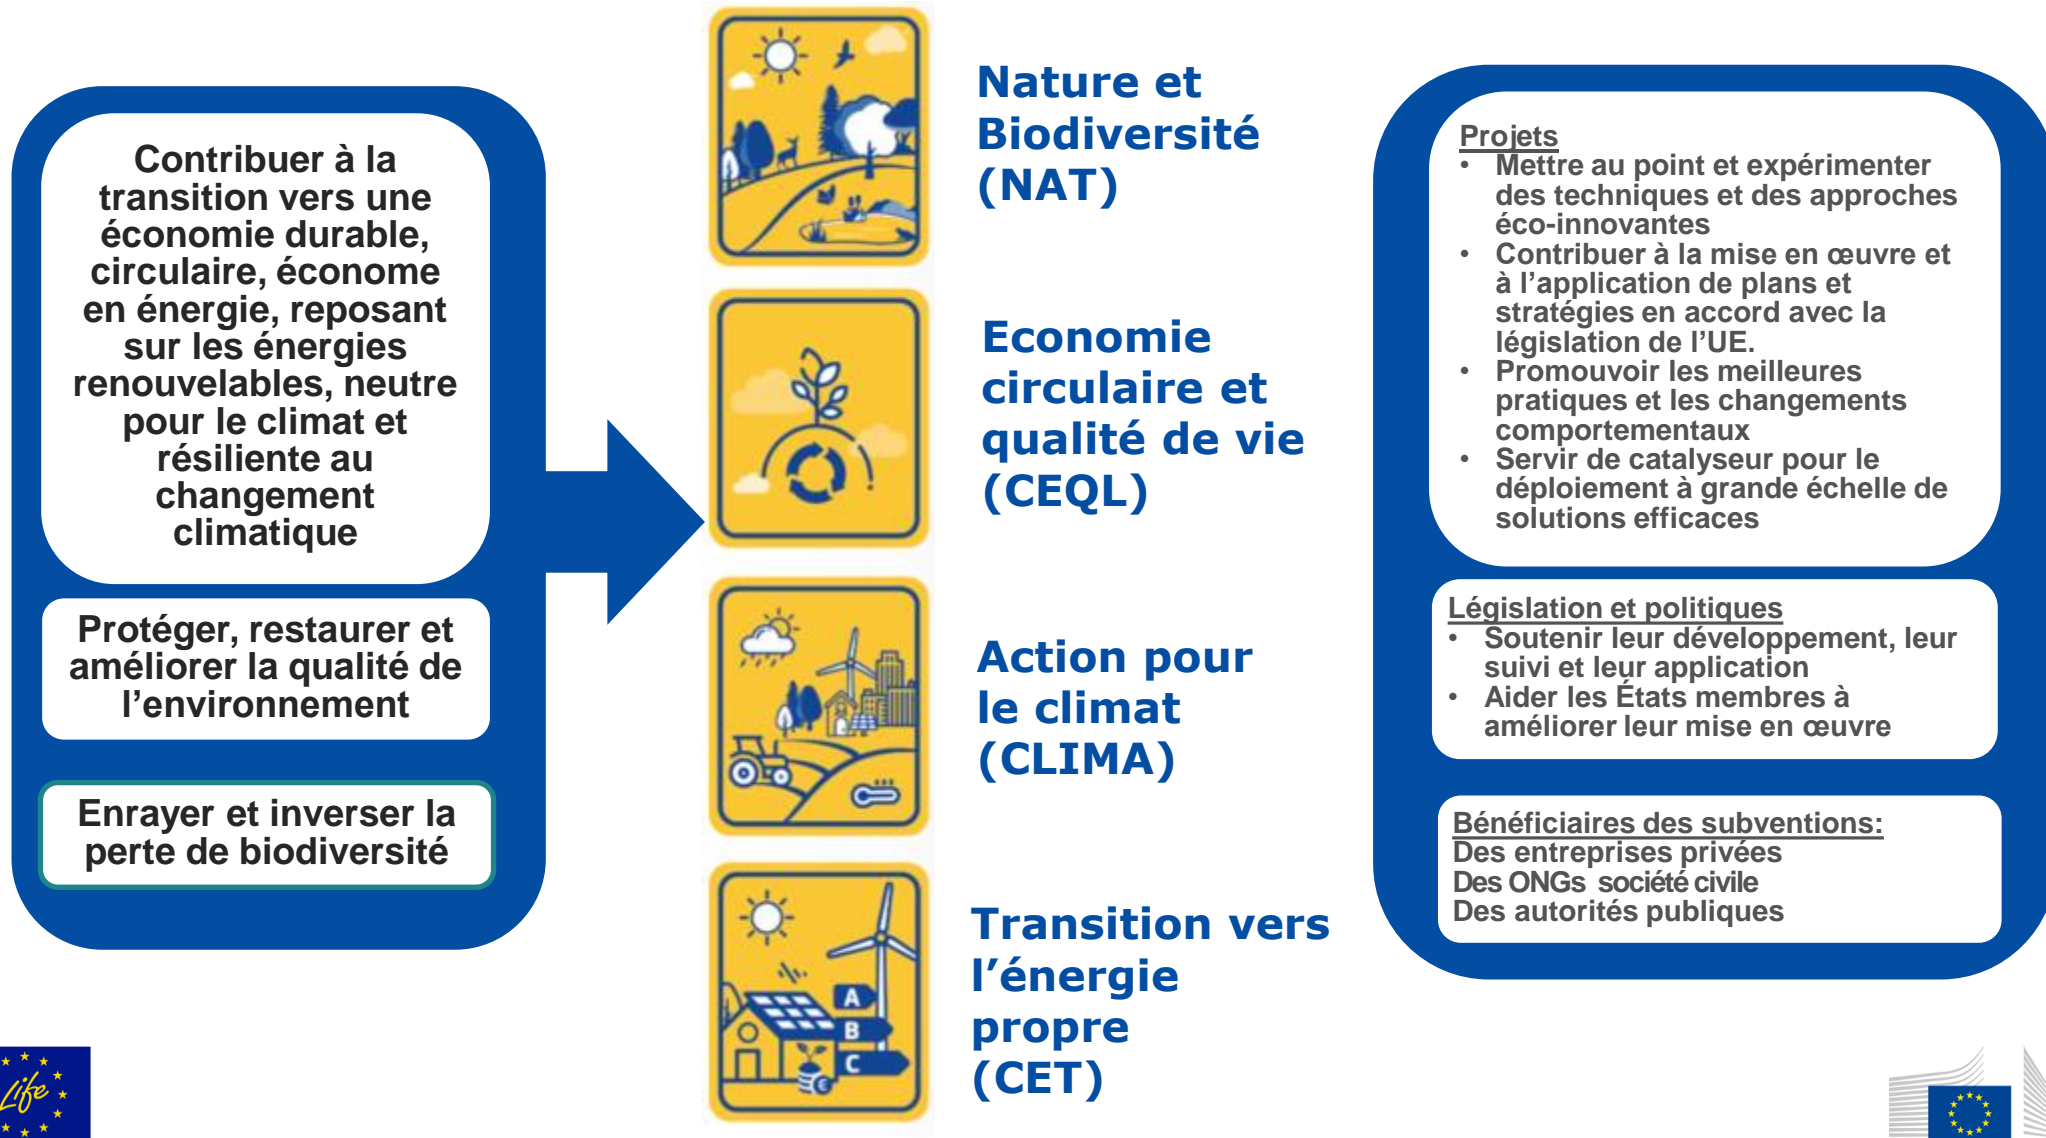 Contribuer à la
transition vers une
économie durable,
circulaire, économe
en énergie, reposant
sur les énergies
renouvelables, neutre
pour le climat et
résiliente au
changement
climatique
Protéger, restaurer et
améliorer la qualité de
l’environnement
Enrayer et inverser la
perte de biodiversité
Nature et
Biodiversité
(NAT)
Economie
circulaire et
qualité de vie
(CEQL)
Action pour
le climat
(CLIMA)
A
B
C
€
Transition vers
l’énergie
propre
(CET)
Projets
• Mettre au point et expérimenter
des techniques et des approches
éco-innovantes
• Contribuer à la mise en œuvre et
à l’application de plans et
stratégies en accord avec la
législation de l’UE.
• Promouvoir les meilleures
pratiques et les changements
comportementaux
• Servir de catalyseur pour le
déploiement à grande échelle de
solutions efficaces
Législation et politiques
• Soutenir leur développement, leur
suivi et leur application
• Aider les États membres à
améliorer leur mise en œuvre
Bénéficiaires des subventions:
Des entreprises privées
Des ONGs société civile
Des autorités publiques
Life